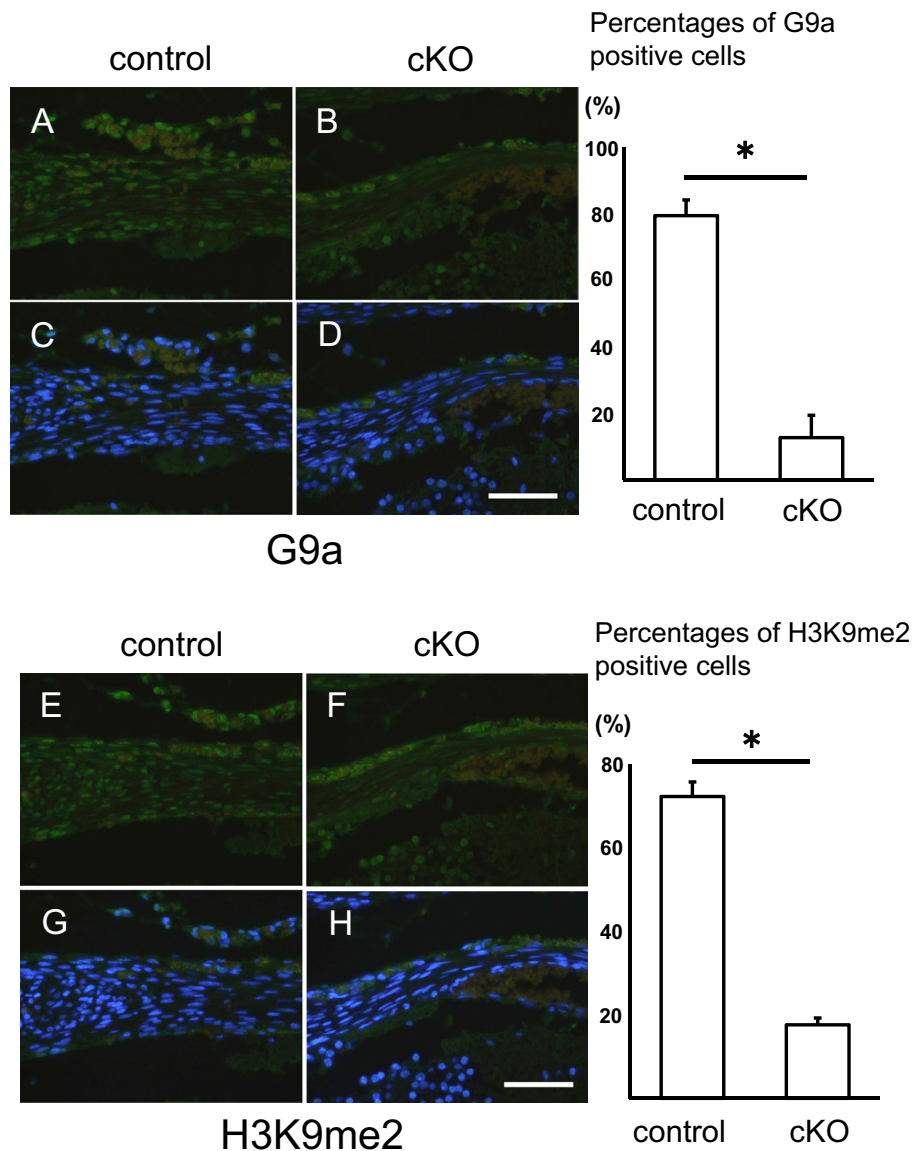 control
cKO
Percentages of G9a
positive cells
A
B
C
D
(%)
100
80
60
40
20
*
control
cKO
G9a
control
cKO
Percentages of H3K9me2
positive cells
E
F
G
H
(%)
80
60
40
20
*
control
cKO
H3K9me2